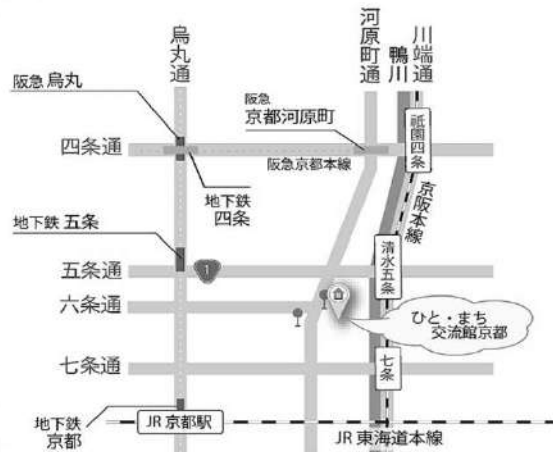 烏丸通
河原町通
鴨川
川端通
阪急 烏丸
阪急
京都河原町
祇園四条
四条通
阪急京都本線
地下鉄
四条
京阪本線
地下鉄 五条
清水五条
五条通
1
六条通
ひと・まち
交流館京都
七条通
七条
地下鉄
京都
JR 京都駅
JR 東海道本線